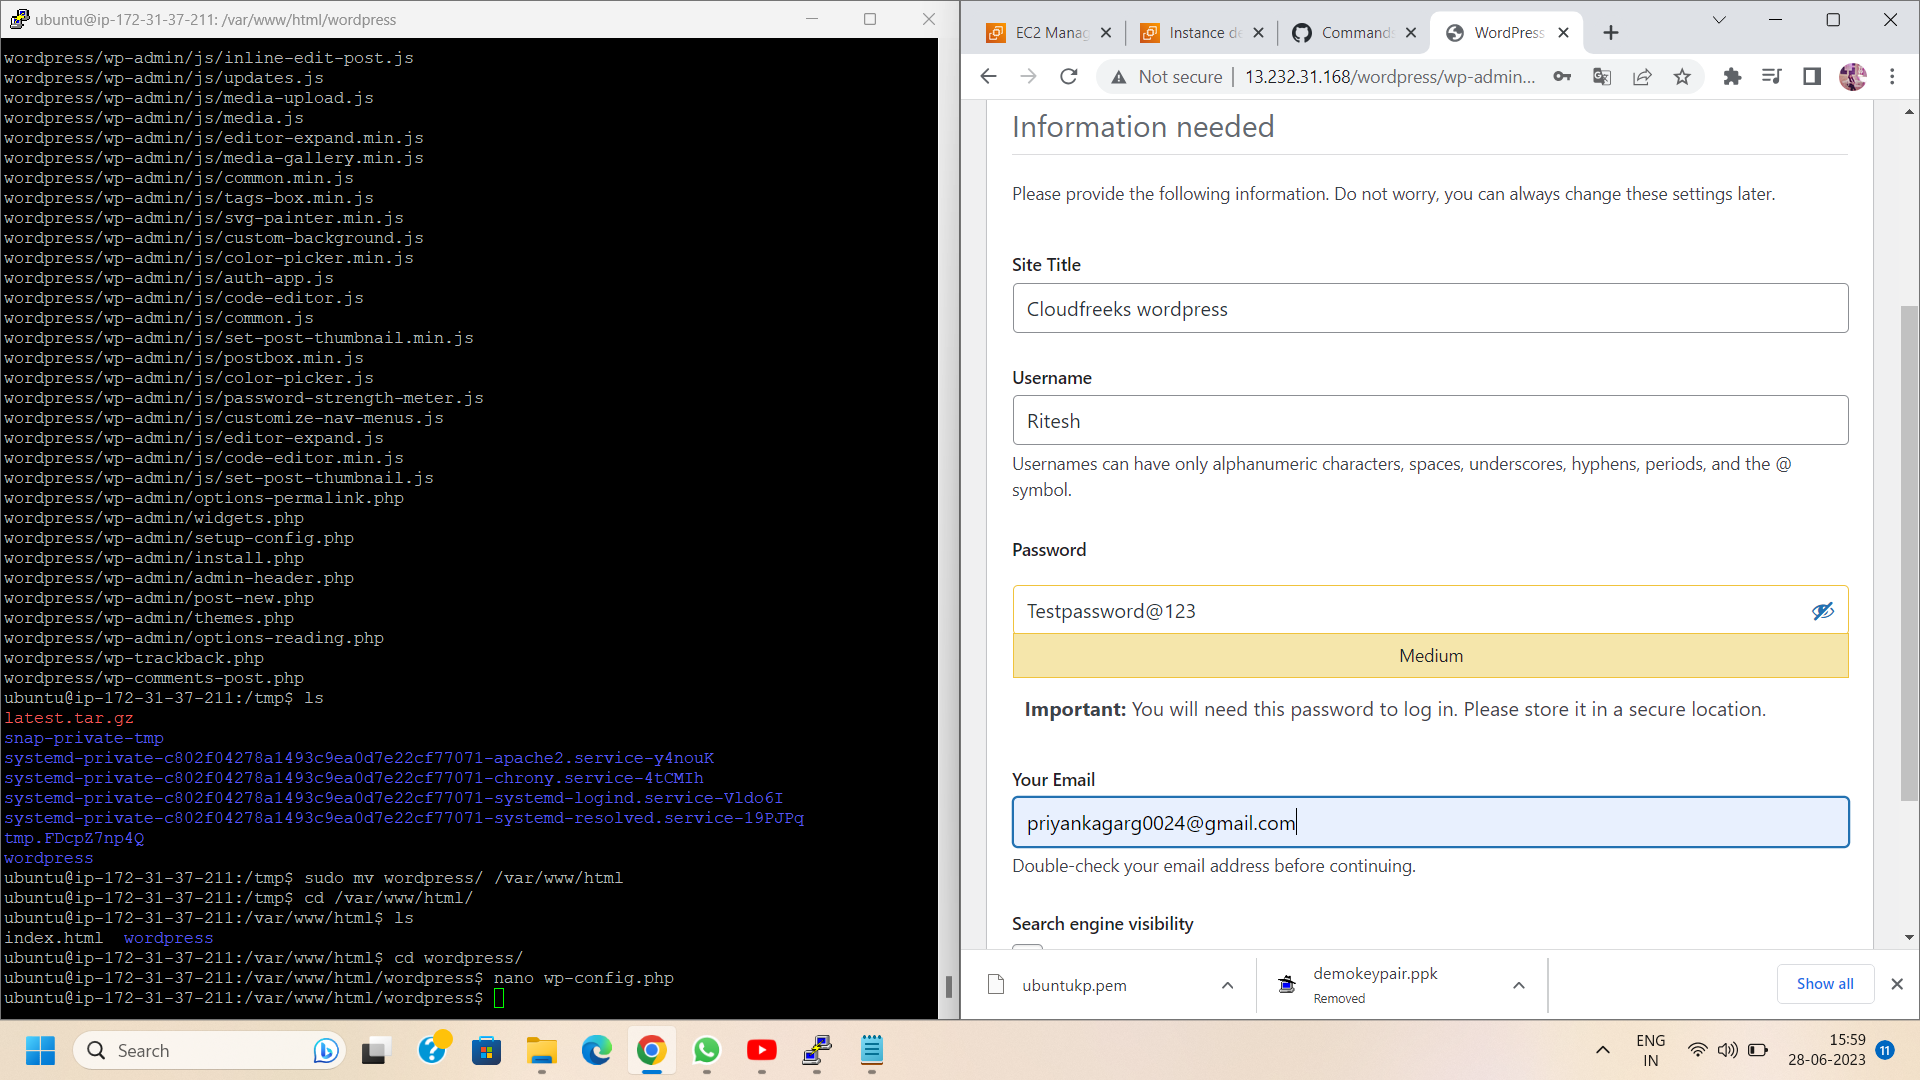 ubuntu@ip-172-31-37-211: /var/www/html/wordpress
wordpress/wp-admin/js/inline-edit-post.js
wordpress/wp-admin/js/updates.js
wordpress/wp-admin/js/media-upload.js
wordpress/wp-admin/js/media.js
wordpress/wp-admin/js/editor-expand.min.js
wordpress/wp-admin/js/media-gallery.min.js
wordpress/wp-admin/js/common.min.js
wordpress/wp-admin/js/tags-box.min.js
wordpress/wp-admin/js/svg-painter.min.js
wordpress/wp-admin/js/custom-background.js
wordpress/wp-admin/js/color-picker.min.js
wordpress/wp-admin/js/auth-app.js
wordpress/wp-admin/js/code-editor.js
wordpress/wp-admin/js/common.js
wordpress/wp-admin/js/set-post-thumbnail.min.js
wordpress/wp-admin/js/postbox.min.js
wordpress/wp-admin/js/color-picker.js
wordpress/wp-admin/js/password-strength-meter.js
wordpress/wp-admin/js/customize-nav-menus.js
wordpress/wp-admin/js/editor-expand.js
wordpress/wp-admin/js/code-editor.min.js
wordpress/wp-admin/js/set-post-thumbnail.js
wordpress/wp-admin/options-permalink.php
wordpress/wp-admin/widgets.php
wordpress/wp-admin/setup-config.php
wordpress/wp-admin/install.php
wordpress/wp-admin/admin-header.php
wordpress/wp-admin/post-new.php
wordpress/wp-admin/themes.php
wordpress/wp-admin/options-reading.php
wordpress/wp-trackback.php
wordpress/wp-comments-post.php
ubuntu@ip-172-31-37-211:/tmp$ ls
latest.tar.gz
snap-private-tmp
systemd-private-c802f04278a1493c9ea0d7e22cf77071-apache2.service-y4nouK
systemd-private-c802f04278a1493c9ea0d7e22cf77071-chrony.service-4tCMIh
systemd-private-c802f04278a1493c9ea0d7e22cf77071-systemd-logind.service-Vldo6I
systemd-private-c802f04278a1493c9ea0d7e22cf77071-systemd-resolved.service-19PJPq
tmp.FDcpZ7np4Q
wordpress
ubuntu@ip-172-31-37-211:/tmp$ sudo mv wordpress/ /var/www/html
ubuntu@ip-172-31-37-211:/tmp$ cd /var/www/html/
ubuntu@ip-172-31-37-211:/var/www/html$ ls
index.html  wordpress
ubuntu@ip-172-31-37-211:/var/www/html$ cd wordpress/
ubuntu@ip-172-31-37-211:/var/www/html/wordpress$ nano wp-config.php
ubuntu@ip-172-31-37-211:/var/www/html/wordpress$
EC2 Manag
Instance de
Commands
WordPress
Not secure
13.232.31.168/wordpress/wp-admin...
Information needed
Please provide the following information. Do not worry, you can always change these settings later.
Site Title
Cloudfreeks wordpress
Username
Ritesh
Usernames can have only alphanumeric characters, spaces, underscores, hyphens, periods, and the @
symbol.
Password
Testpassword@123
Medium
Important: You will need this password to log in. Please store it in a secure location.
Your Email
priyankagarg0024@gmail.com
Double-check your email address before continuing.
Search engine visibility
ubuntukp.pem
demokeypair.ppk
Removed
Show all
Search
ENG
IN
15:59
28-06-2023
11